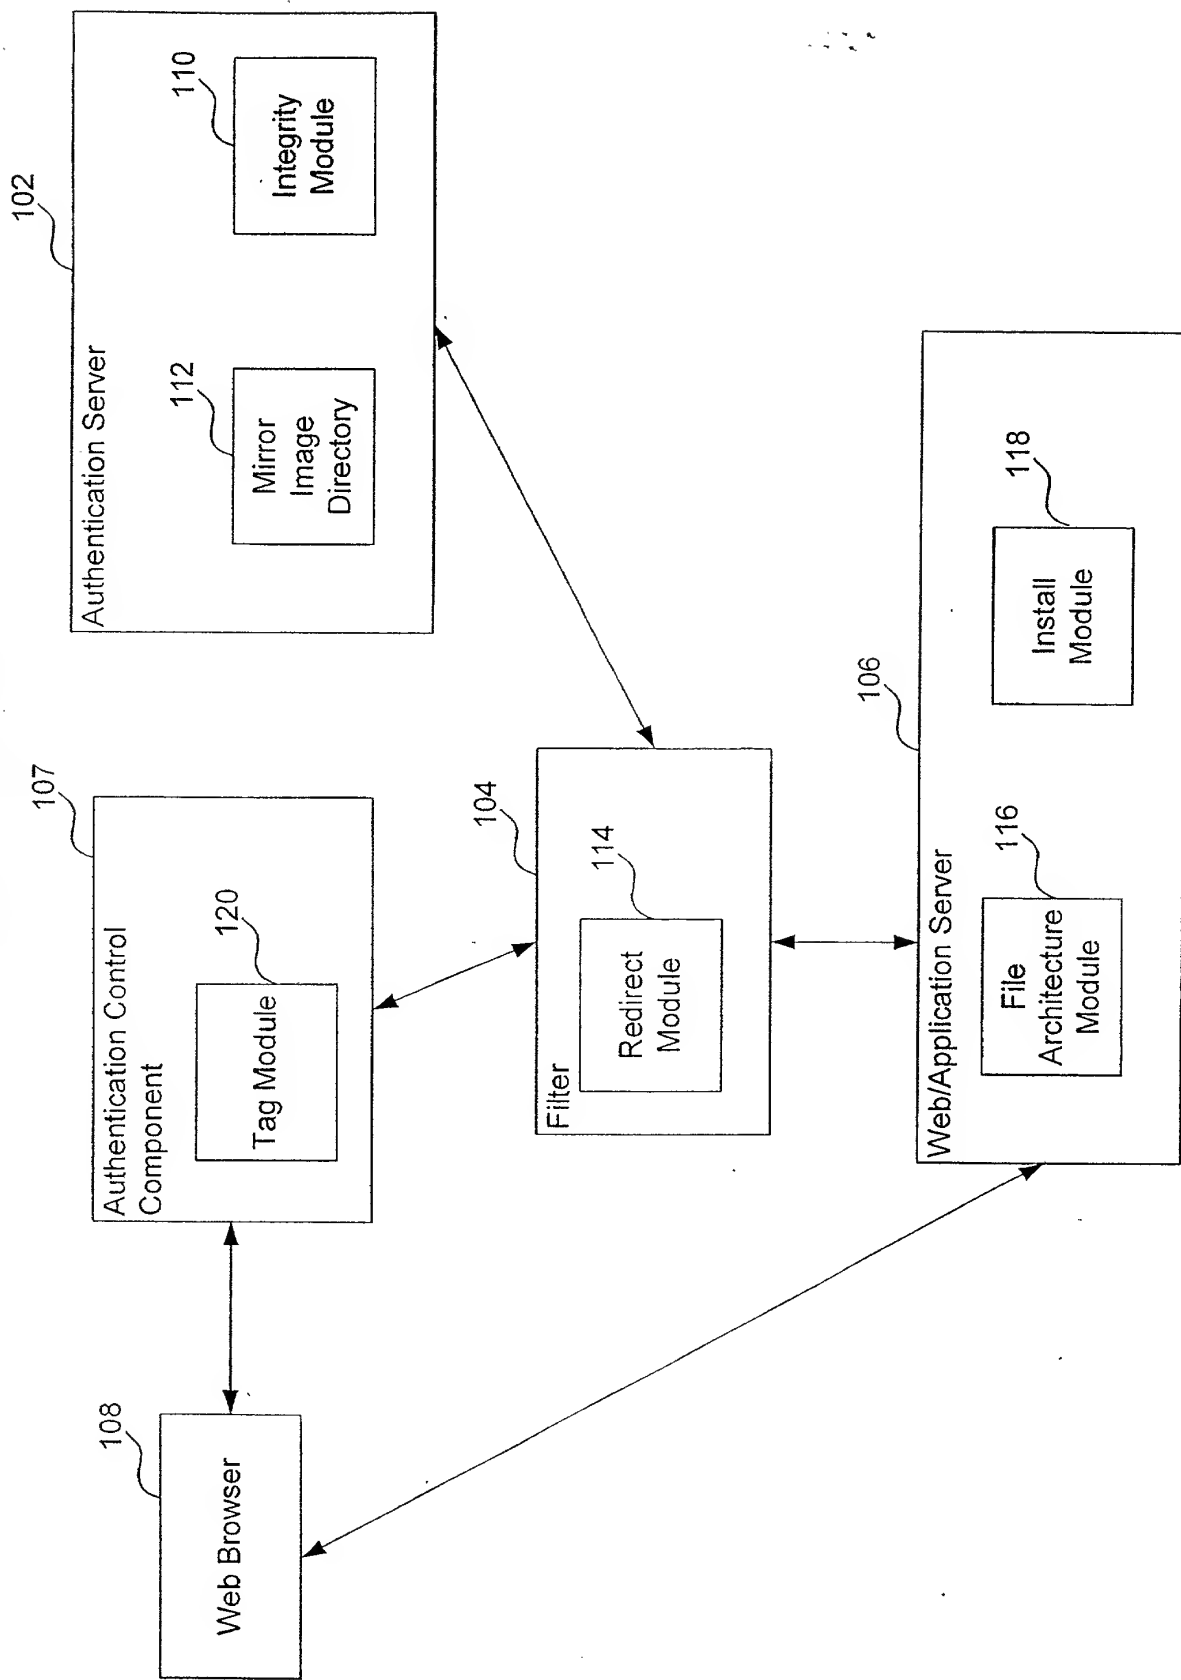 108
Web Browser
107
Authentication Control
Component
120
Tag Module
102
Authentication Server
112
Mirror
Image
Directory
110
Integrity
Module
104
Filter
114
Redirect
Module
106
Web/Application Server
116
File
Architecture
Module
118
Install
Module